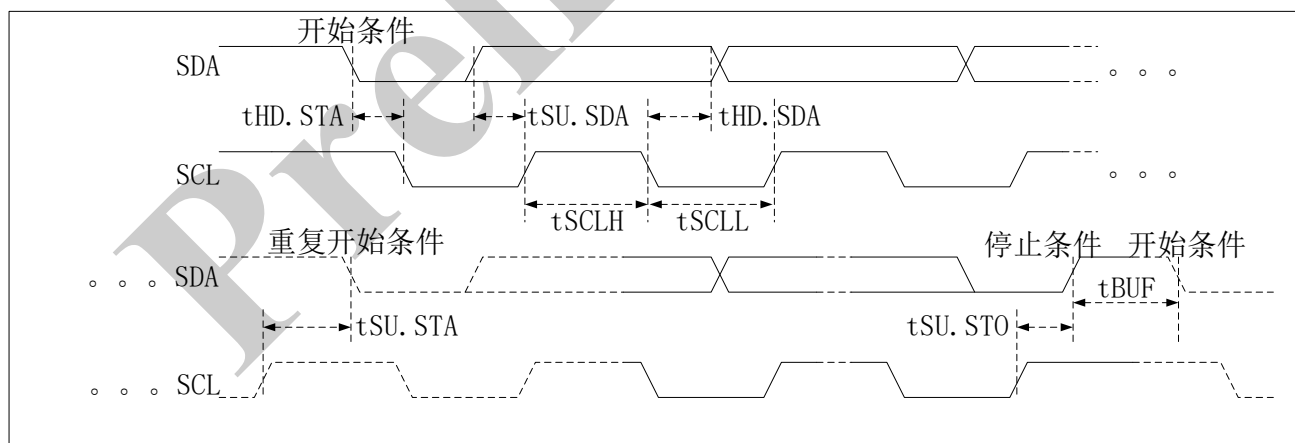 开始条件
SDA
。。。
tHD.STA
tSU.SDA
tHD.SDA
SCL
。。。
tSCLH
tSCLL
重复开始条件
停止条件
开始条件
。。。SDA
tBUF
tSU.STA
tSU.STO
。。。SCL
Prelim